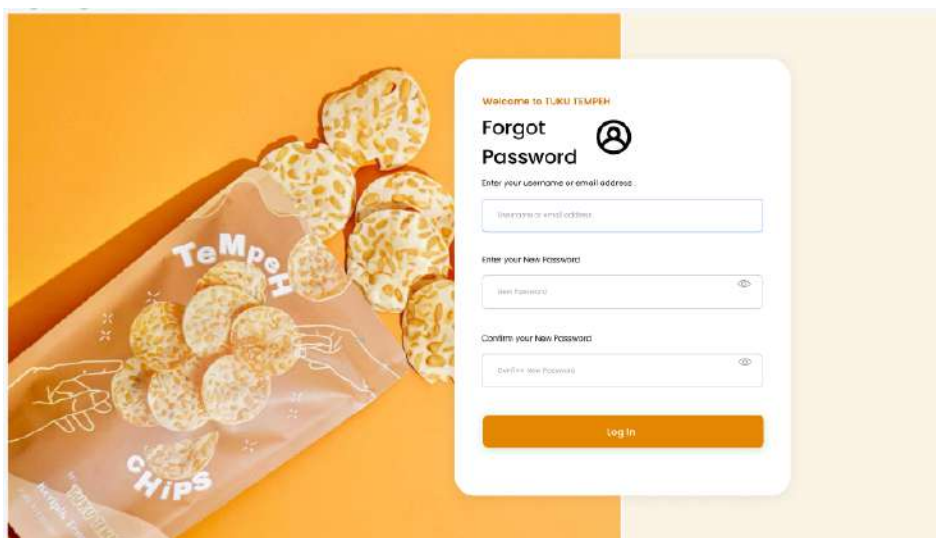 Welcome to TUKU TEMPEH
Forgot
Password
Enter your username or email address :
Username or email address
Enter your New Password
New Password
Confirm your New Password
Confirm New Password
Log In
TeMpeH
CHiPS